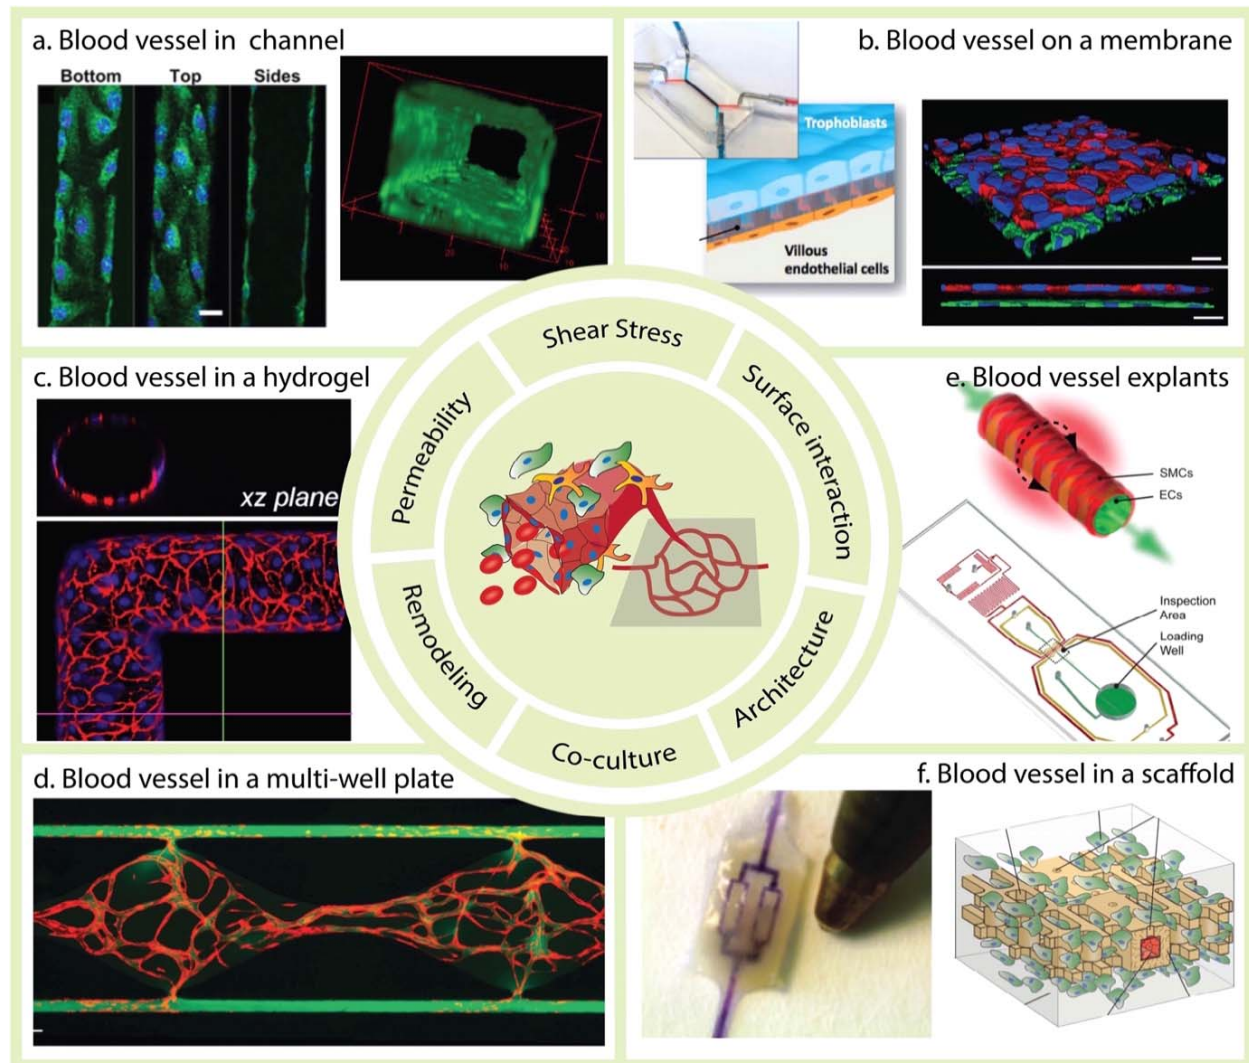 a. Blood vessel in channel
Bottom Top Sides
b. Blood vessel on a membrane
Trophoblasts
Villous
endothelial cells
c. Blood vessel in a hydrogel
xz plane
Shear Stress
Surface interaction
Architecture
Co-culture
Remodeling
Permeability
e. Blood vessel explants
SMCs
ECs
Inspection
Area
Loading
Well
d. Blood vessel in a multi-well plate
f. Blood vessel in a scaffold